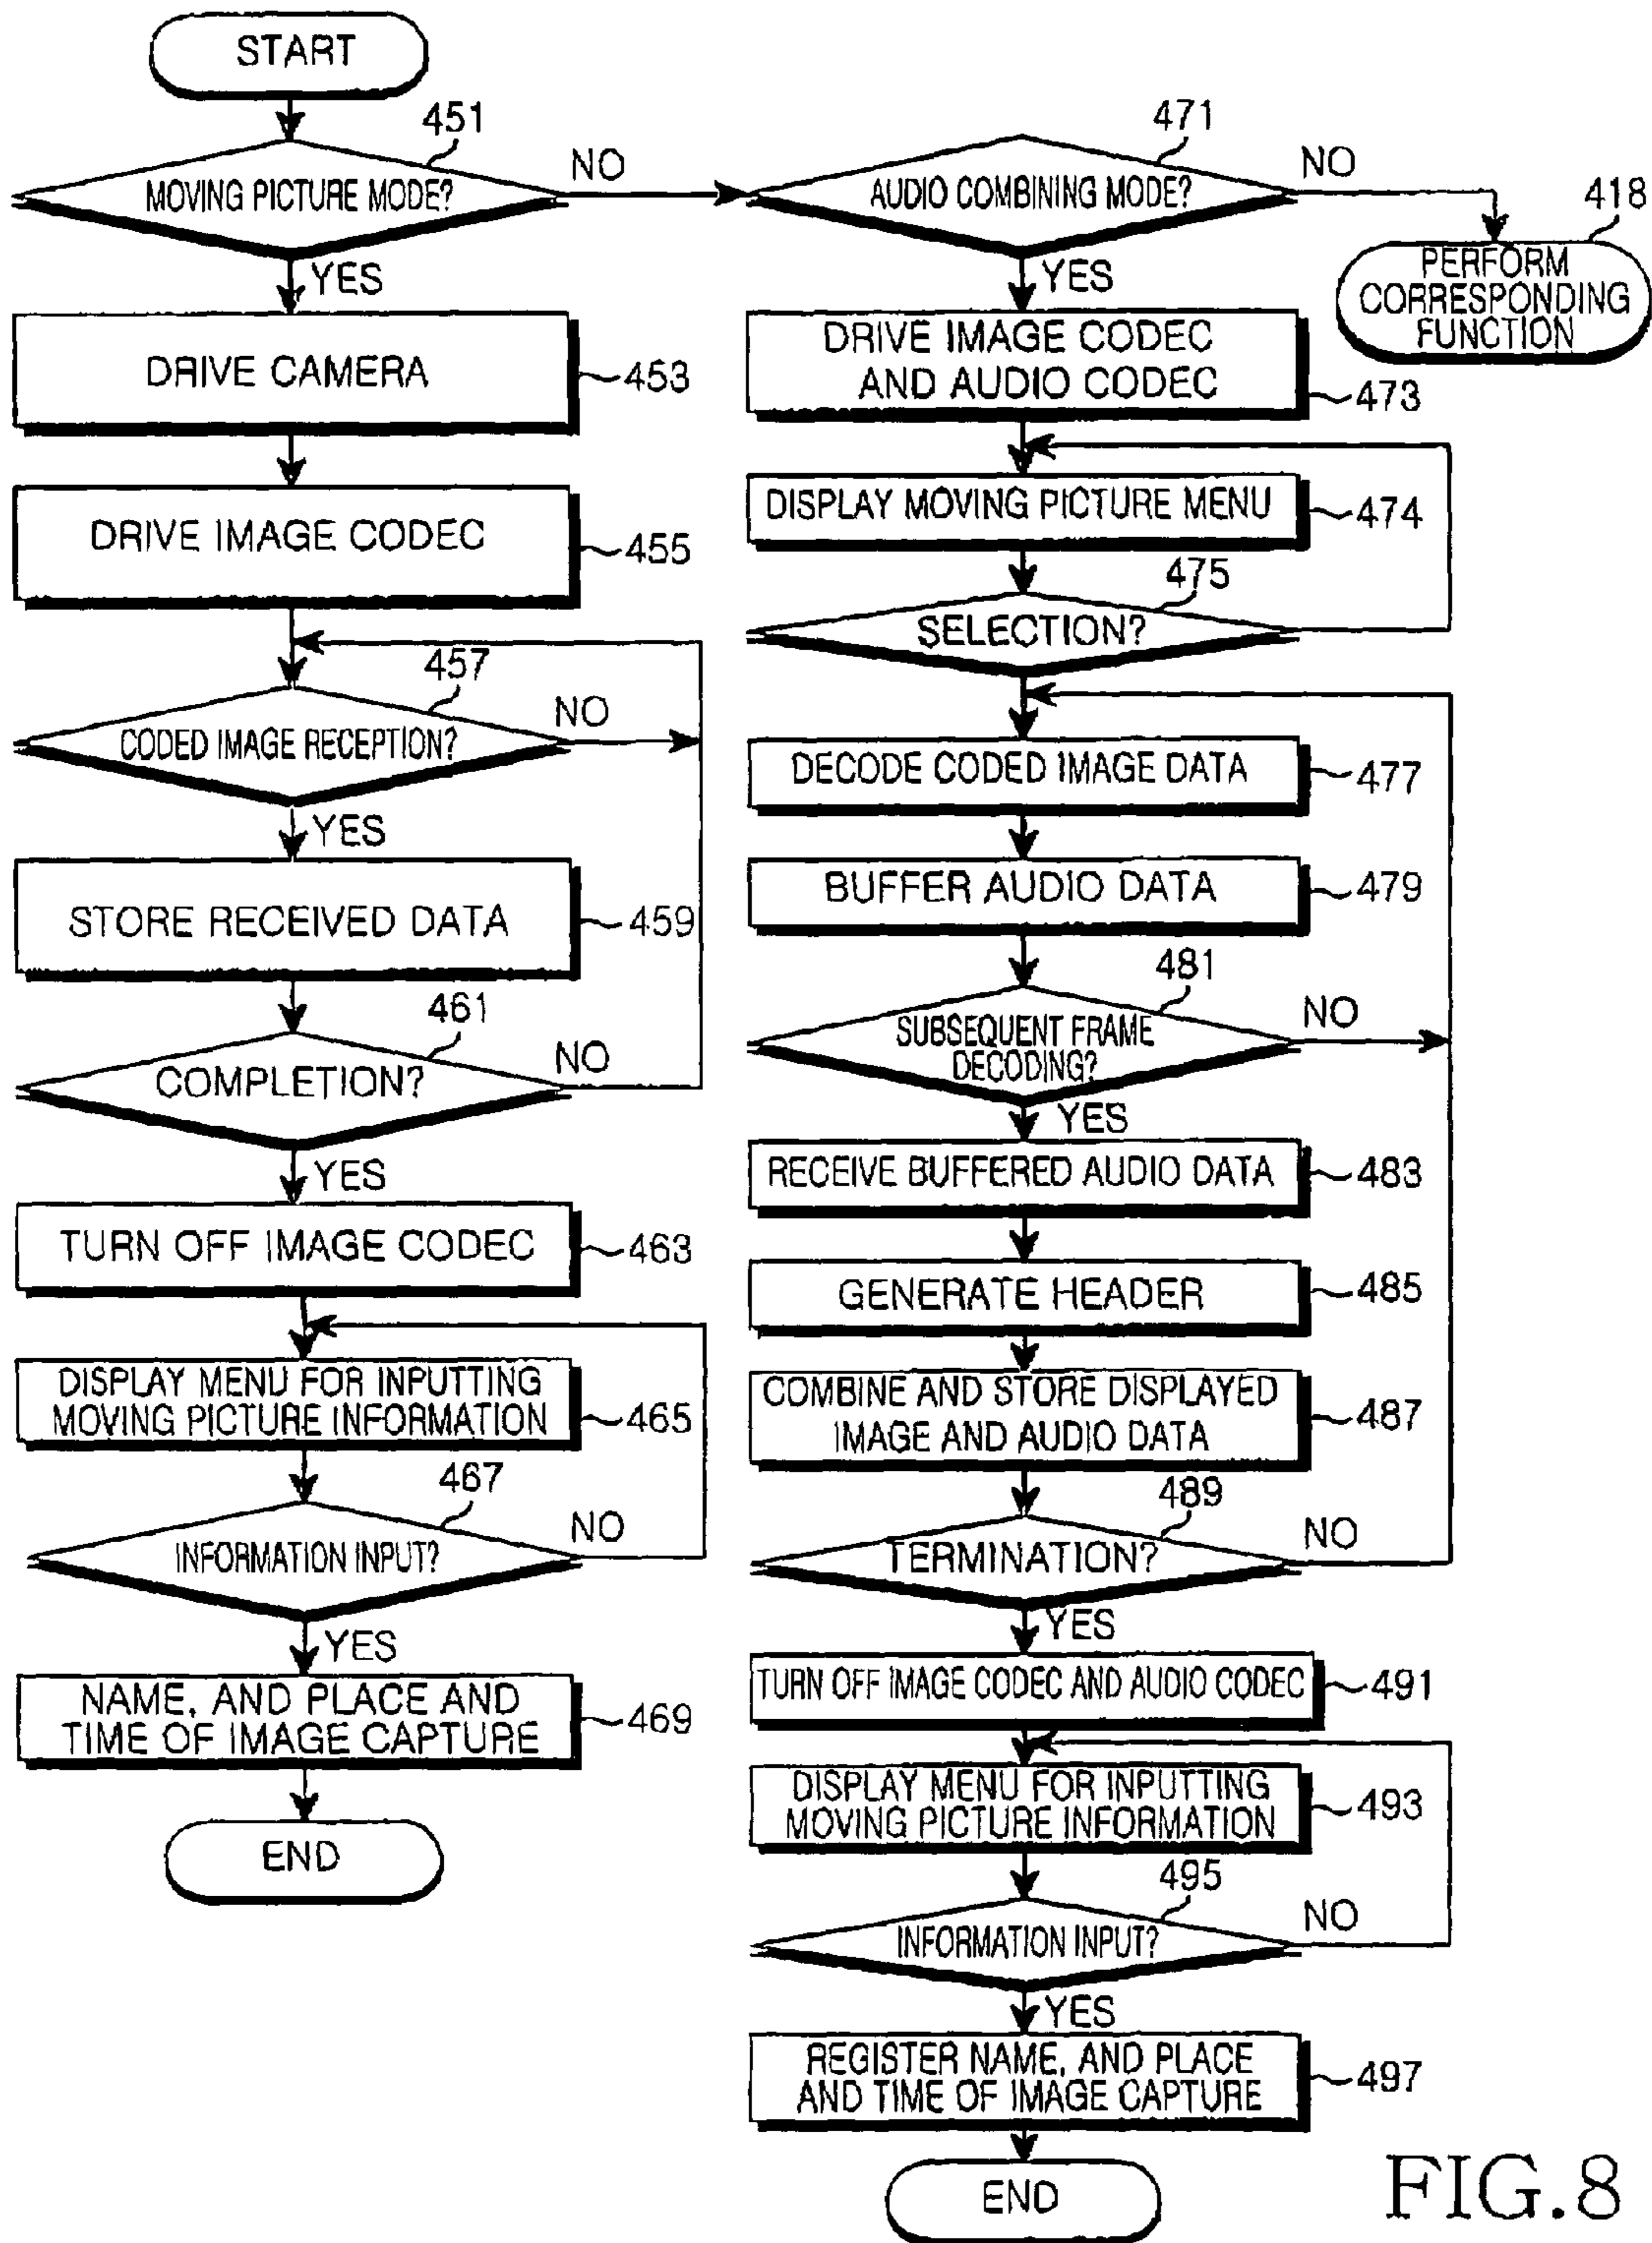 START
451
MOVING PICTURE MODE?
NO
YES
DRIVE CAMERA
453
DRIVE IMAGE CODEC
455
457
CODED IMAGE RECEPTION?
NO
YES
STORE RECEIVED DATA
459
461
COMPLETION?
NO
YES
TURN OFF IMAGE CODEC
463
DISPLAY MENU FOR INPUTTING
MOVING PICTURE INFORMATION
465
467
INFORMATION INPUT?
NO
YES
NAME, AND PLACE AND
TIME OF IMAGE CAPTURE
469
END
471
AUDIO COMBINING MODE?
NO
418
PERFORM
CORRESPONDING
FUNCTION
YES
DRIVE IMAGE CODEC
AND AUDIO CODEC
473
DISPLAY MOVING PICTURE MENU
474
475
SELECTION?
DECODE CODED IMAGE DATA
477
BUFFER AUDIO DATA
479
481
SUBSEQUENT FRAME
DECODING?
NO
YES
RECEIVE BUFFERED AUDIO DATA
483
GENERATE HEADER
485
COMBINE AND STORE DISPLAYED
IMAGE AND AUDIO DATA
487
489
TERMINATION?
NO
YES
TURN OFF IMAGE CODEC AND AUDIO CODEC
491
DISPLAY MENU FOR INPUTTING
MOVING PICTURE INFORMATION
493
495
INFORMATION INPUT?
NO
YES
REGISTER NAME, AND PLACE
AND TIME OF IMAGE CAPTURE
497
END
FIG.8